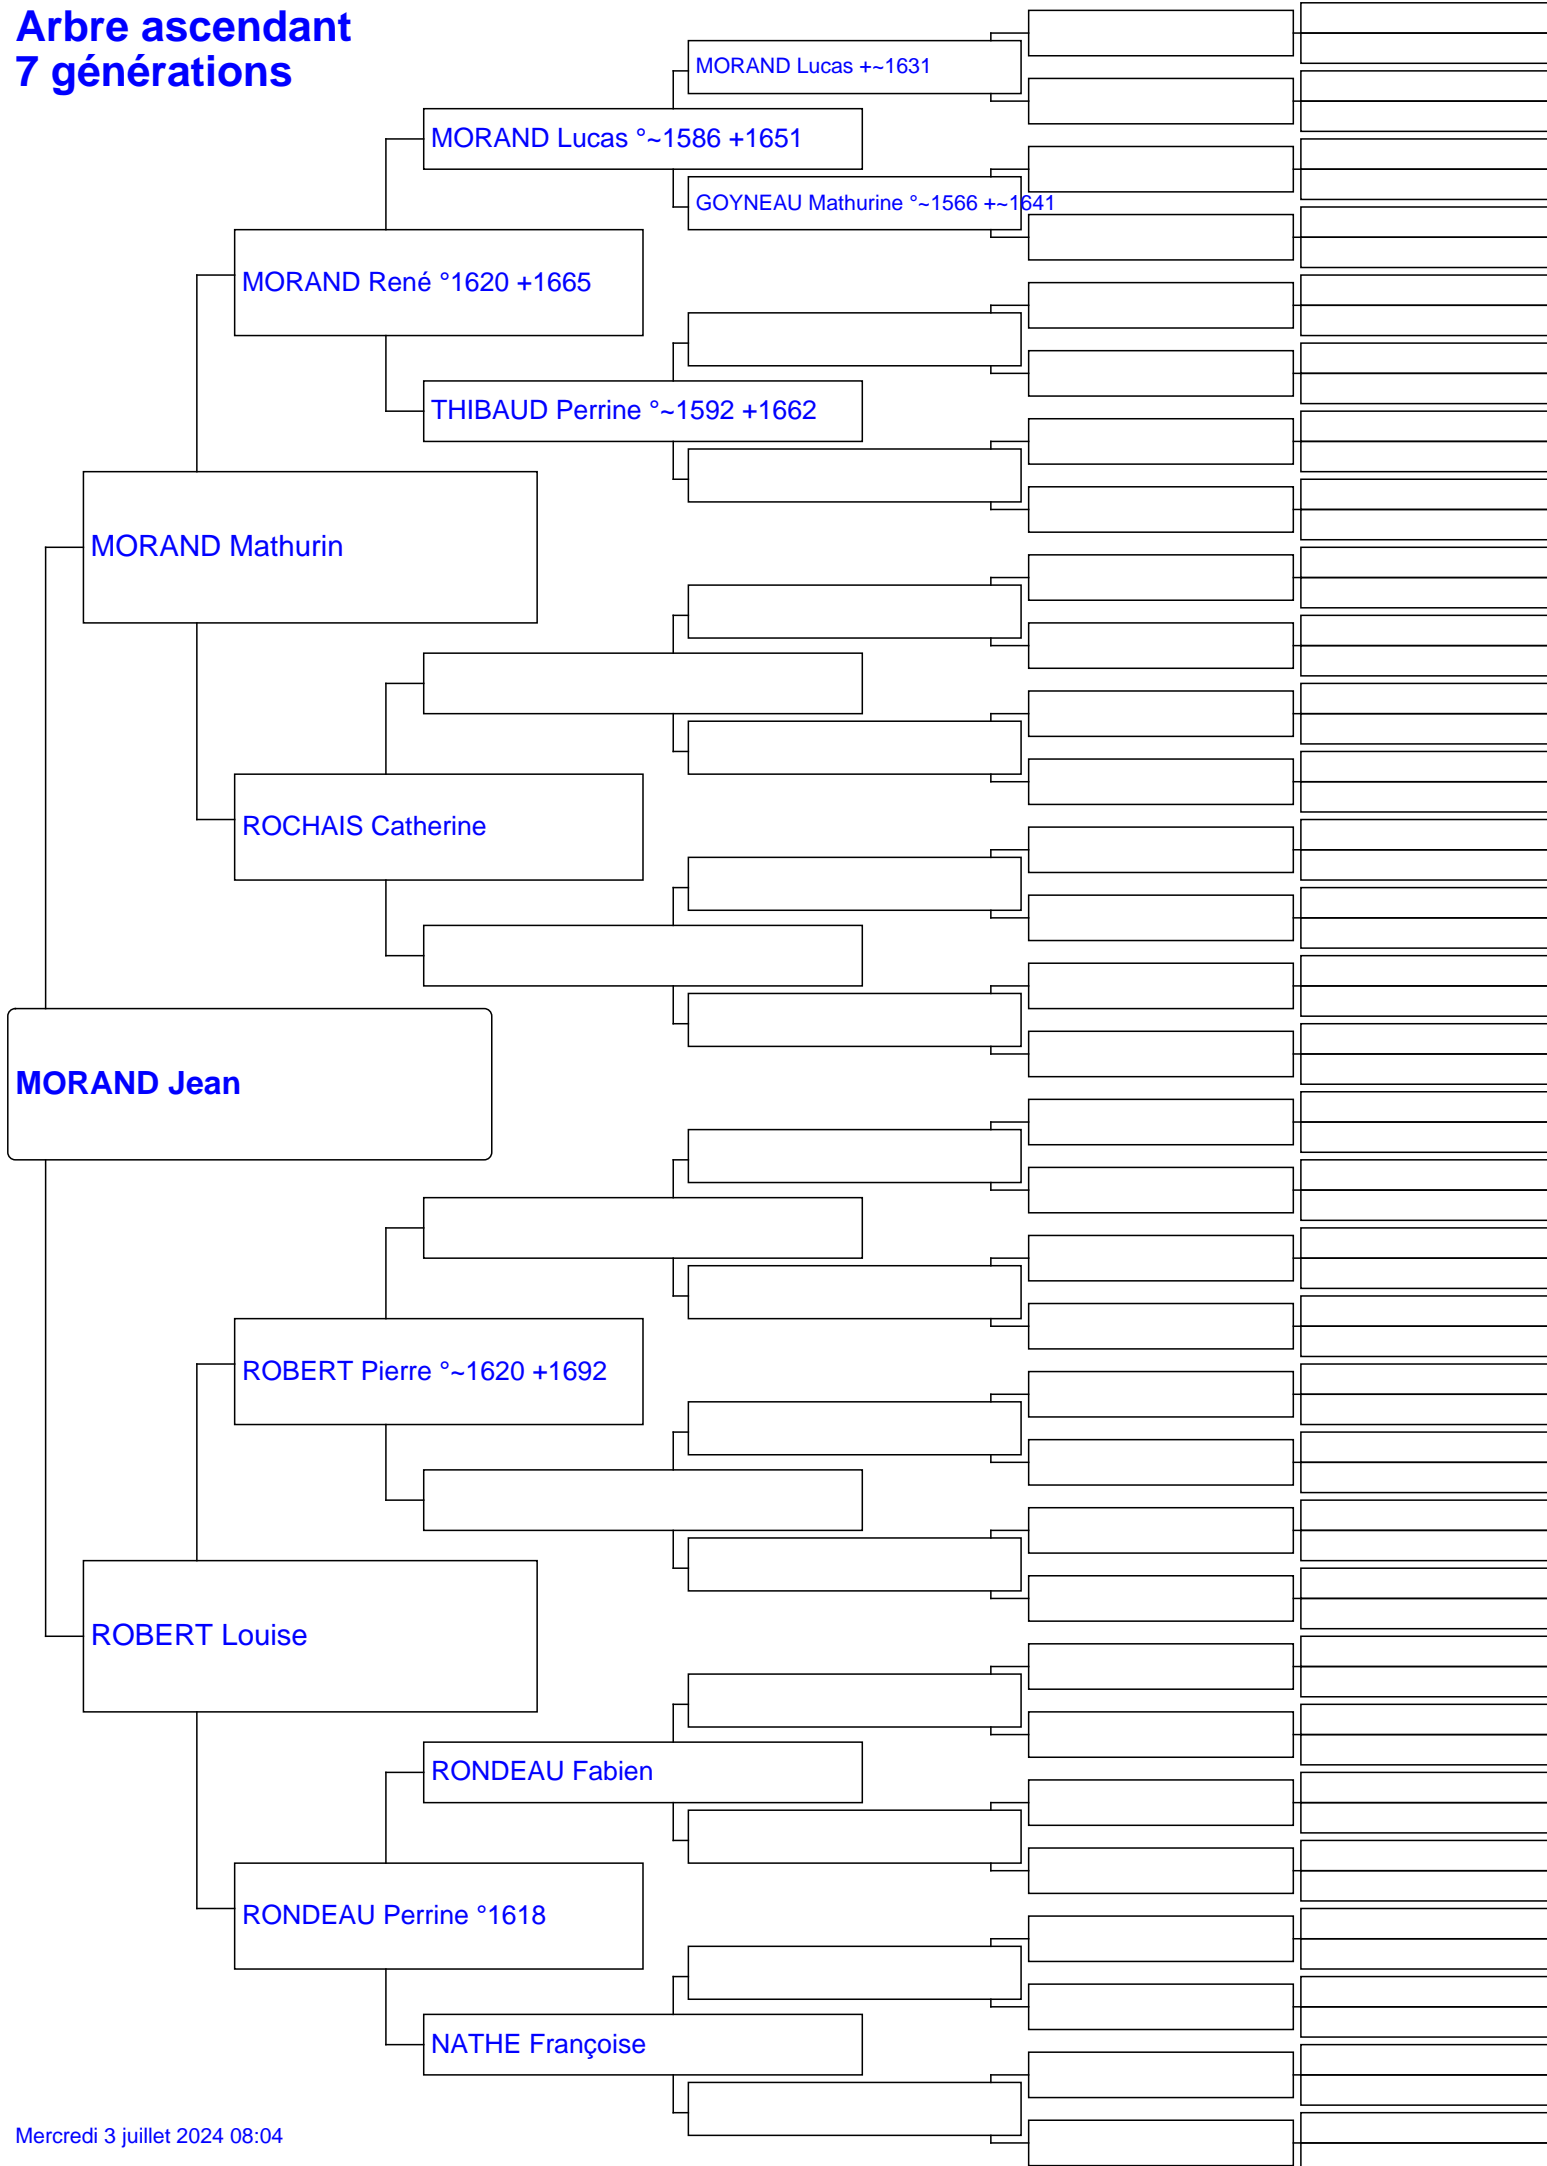 Arbre ascendant
7 générations
MORAND Lucas +~1631
MORAND Lucas °~1586 +1651
GOYNEAU Mathurine °~1566 +~1641
MORAND René °1620 +1665
THIBAUD Perrine °~1592 +1662
MORAND Mathurin
ROCHAIS Catherine
MORAND Jean
ROBERT Pierre °~1620 +1692
ROBERT Louise
RONDEAU Fabien
RONDEAU Perrine °1618
NATHE Françoise
Mercredi 3 juillet 2024 08:04